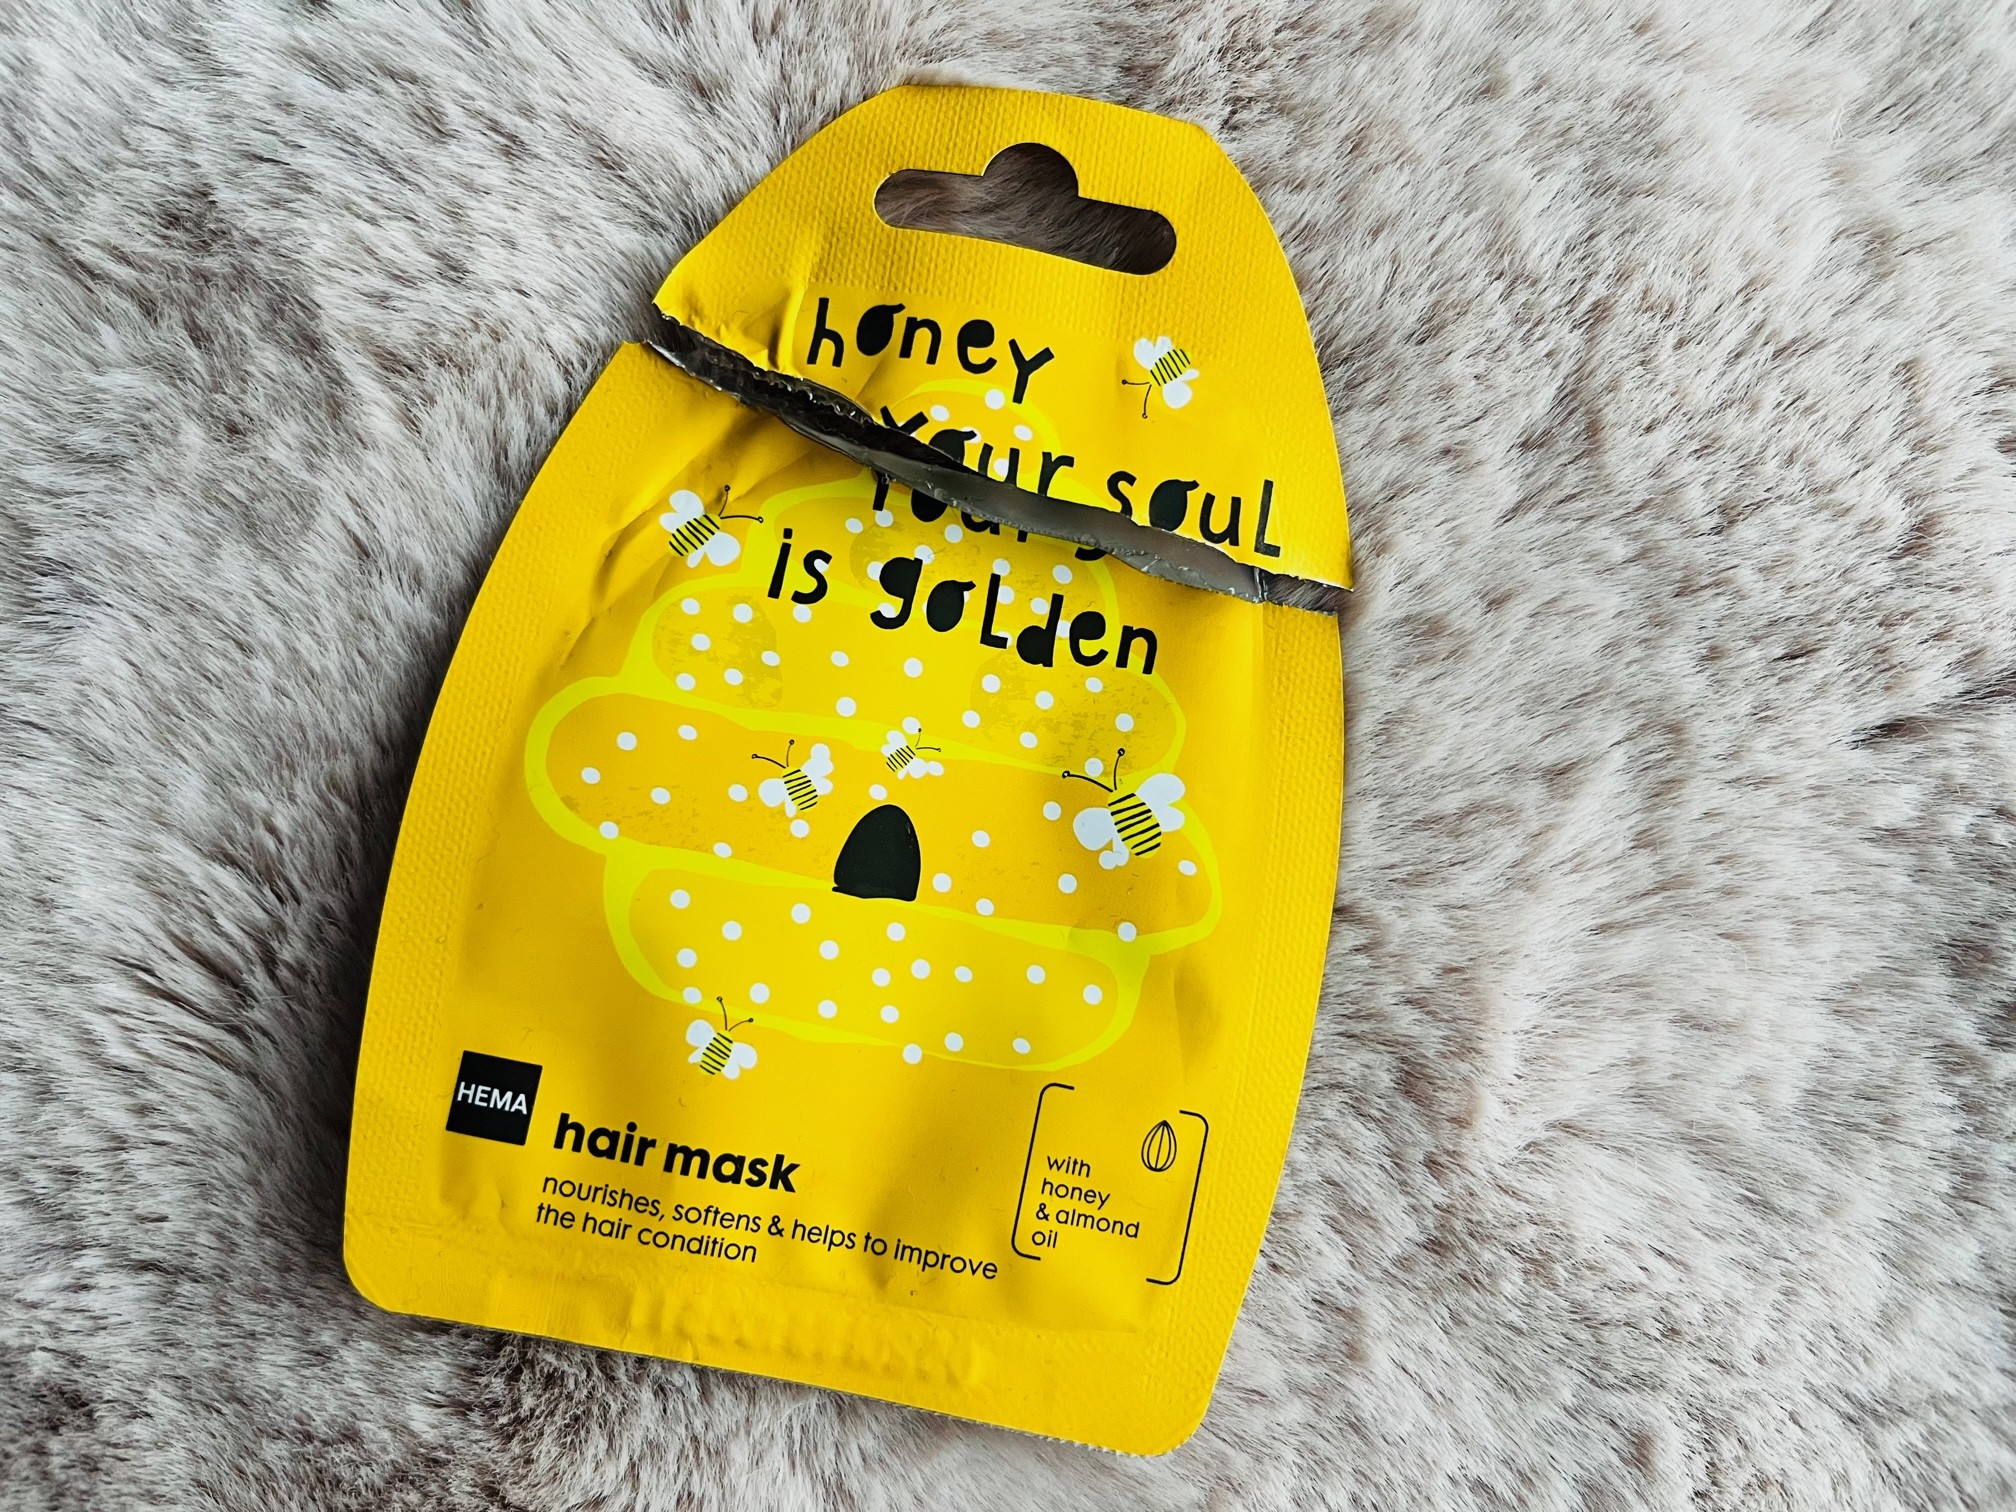 honey
your soul
is golden
HEMA
hair mask
nourishes, softens & helps to improve
the hair condition
with
honey
& almond
oil